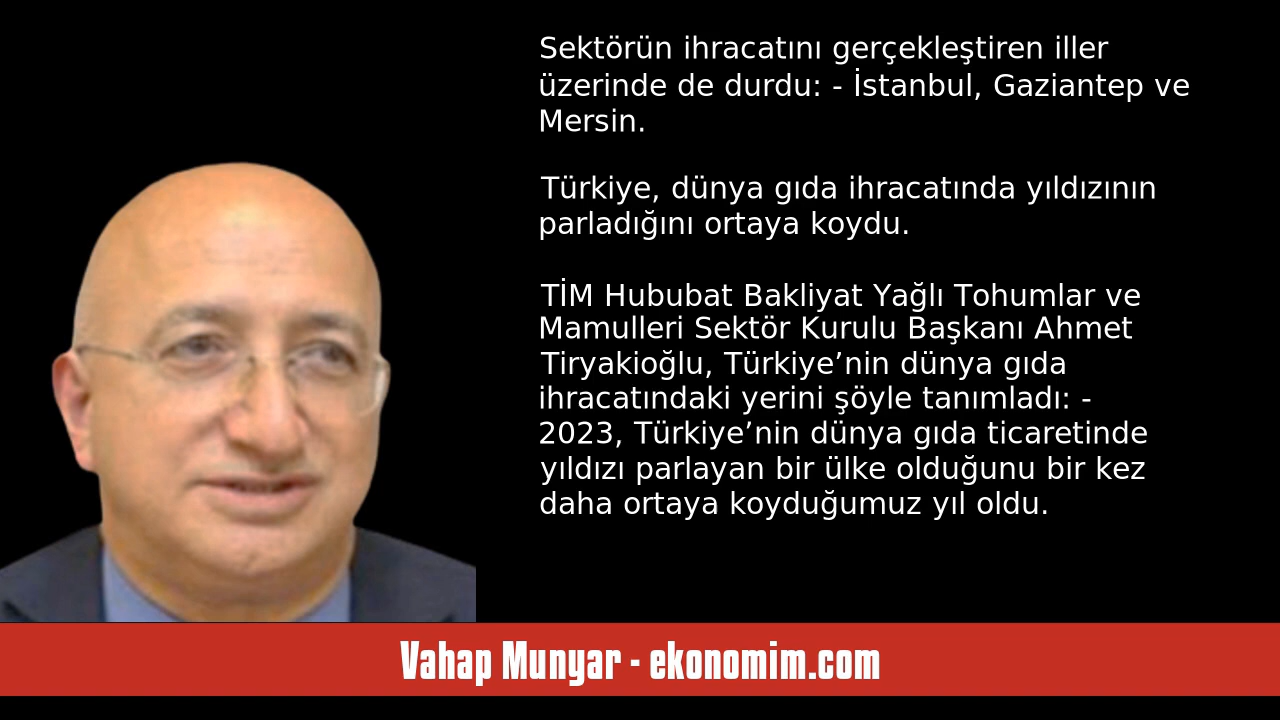 Sektörün ihracatını gerçekleştiren iller
üzerinde de durdu: - İstanbul, Gaziantep ve
Mersin.
Türkiye, dünya gıda ihracatında yıldızının
parladığını ortaya koydu.
TİM Hububat Bakliyat Yağlı Tohumlar ve
Mamulleri Sektör Kurulu Başkanı Ahmet
Tiryakioğlu, Türkiye’nin dünya gıda
ihracatındaki yerini şöyle tanımladı: -
2023, Türkiye’nin dünya gıda ticaretinde
yıldızı parlayan bir ülke olduğunu bir kez
daha ortaya koyduğumuz yıl oldu.
Vahap Munyar - ekonomim.com